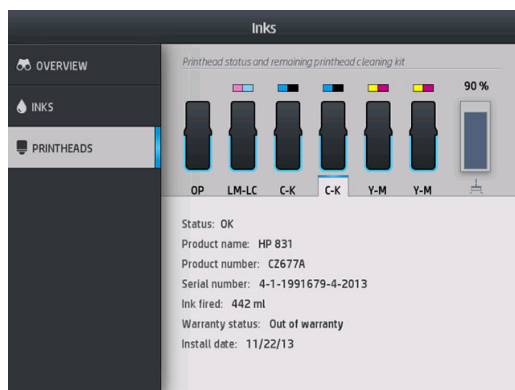 Inks
OVERVIEW
INKS
PRINTHEADS
Printhead status and remaining printhead cleaning kit
90 %
OP LM-LC C-K C-K Y-M Y-M
Status: OK
Product name: HP 831
Product number: CZ677A
Serial number: 4-1-1991679-4-2013
Ink fired: 442 ml
Warranty status: Out of warranty
Install date: 11/22/13